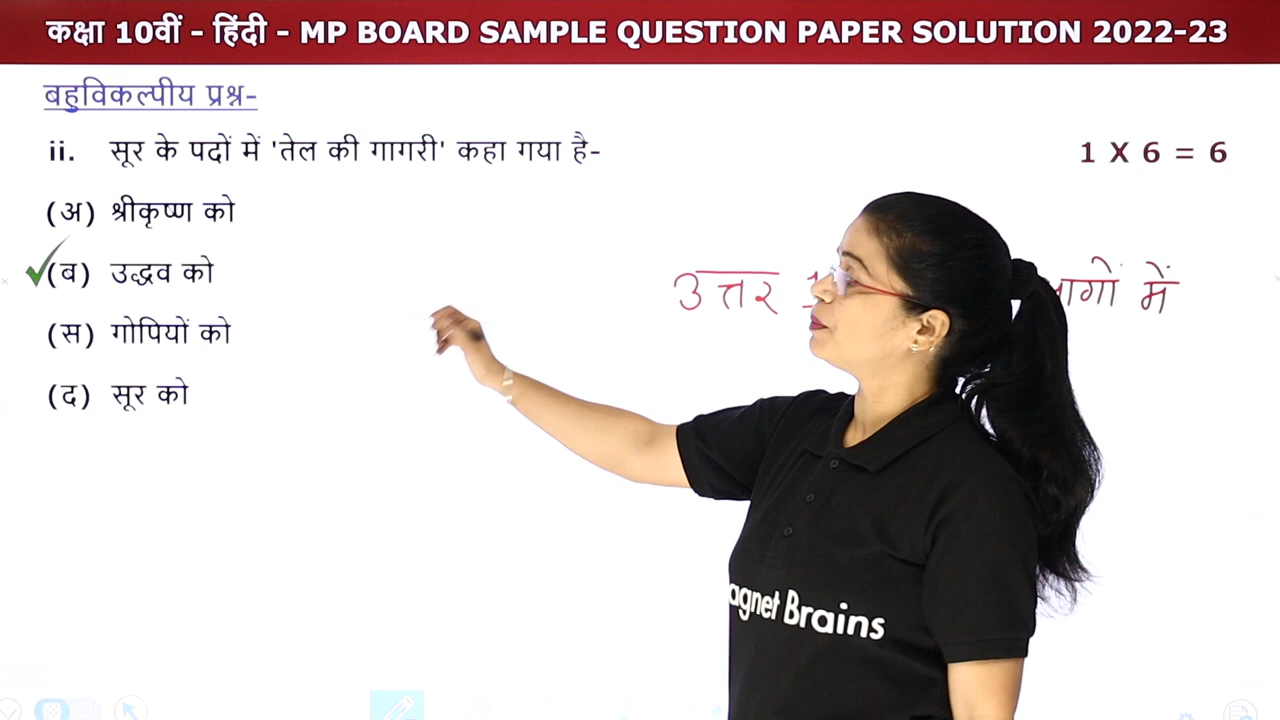 कक्षा 10वीं - हिंदी - MP BOARD SAMPLE QUESTION PAPER SOLUTION 2022-23
बहुविकल्पीय प्रश्न-
ii. सूर के पदों में 'तेल की गागरी' कहा गया है- 1 X 6 = 6
(अ) श्रीकृष्ण को
(ब) उद्धव को
उत्तर में
(स) गोपियों को
(द) सूर को
agnet Brains